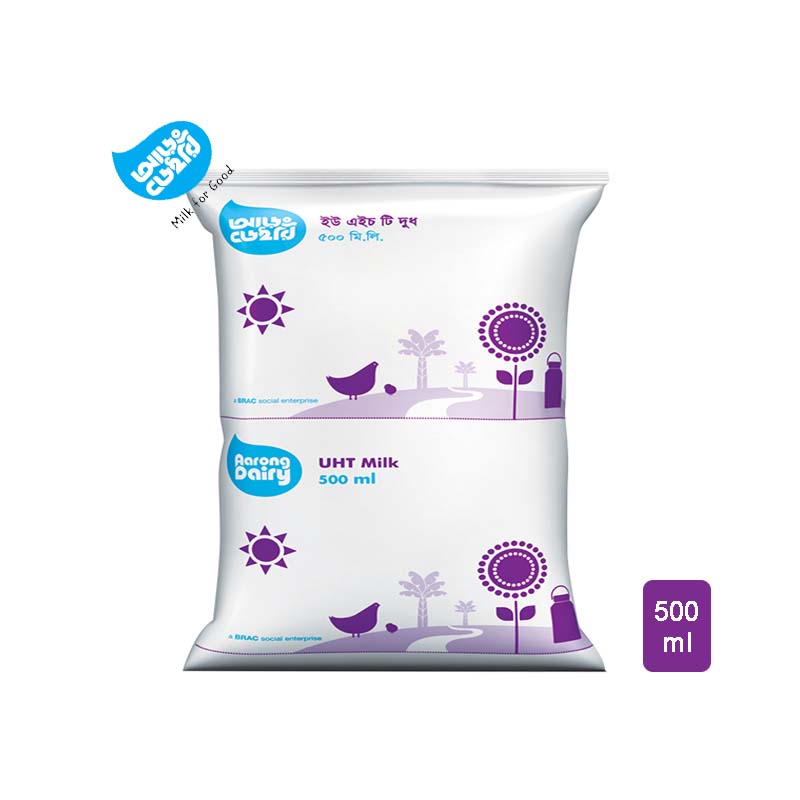 আড়ং
ডেইরি
Milk for Good
আড়ং
ডেইরি
ইউ এইচ টি দুধ
৫০০ মি.লি.
a BRAC social enterprise
Aarong
Dairy
UHT Milk
500 ml
a BRAC social enterprise
500
ml